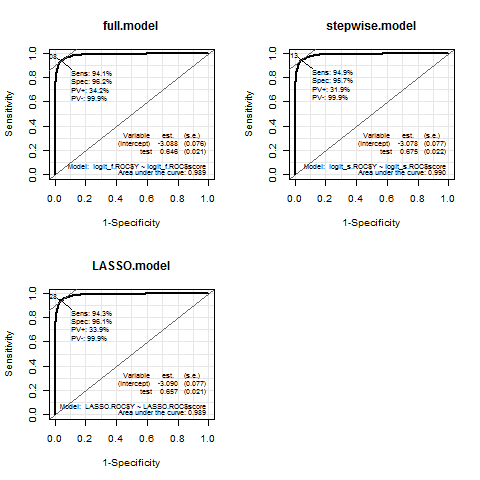 full.model
Sens: 94.1%
Spec: 96.2%
PV+: 34.2%
PV-: 99.9%
Variable est. (s.e.)
(Intercept) -3.088 (0.076)
test 0.646 (0.021)
Model: logit_f.ROC$Y ~ logit_f.ROC$score
Area under the curve: 0.989
Sensitivity
0.0 0.2 0.4 0.6 0.8 1.0
0.0 0.2 0.4 0.6 0.8 1.0
1-Specificity
stepwise.model
Sens: 94.9%
Spec: 95.7%
PV+: 31.9%
PV-: 99.9%
Variable est. (s.e.)
(Intercept) -3.078 (0.077)
test 0.675 (0.022)
Model: logit_s.ROC$Y ~ logit_s.ROC$score
Area under the curve: 0.990
Sensitivity
0.0 0.2 0.4 0.6 0.8 1.0
0.0 0.2 0.4 0.6 0.8 1.0
1-Specificity
LASSO.model
Sens: 94.3%
Spec: 96.1%
PV+: 33.9%
PV-: 99.9%
Variable est. (s.e.)
(Intercept) -3.090 (0.077)
test 0.657 (0.021)
Model: LASSO.ROC$Y ~ LASSO.ROC$score
Area under the curve: 0.989
Sensitivity
0.0 0.2 0.4 0.6 0.8 1.0
0.0 0.2 0.4 0.6 0.8 1.0
1-Specificity